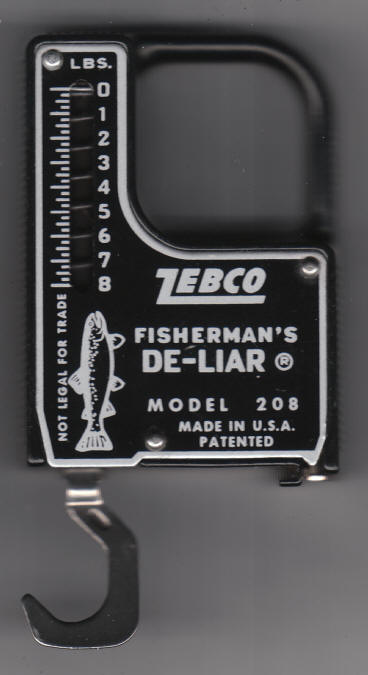 LBS.
0
1
2
3
4
5
6
7
8
NOT LEGAL FOR TRADE
ZEBCO
FISHERMAN'S
DE-LIAR ®
MODEL 208
MADE IN U.S.A.
PATENTED